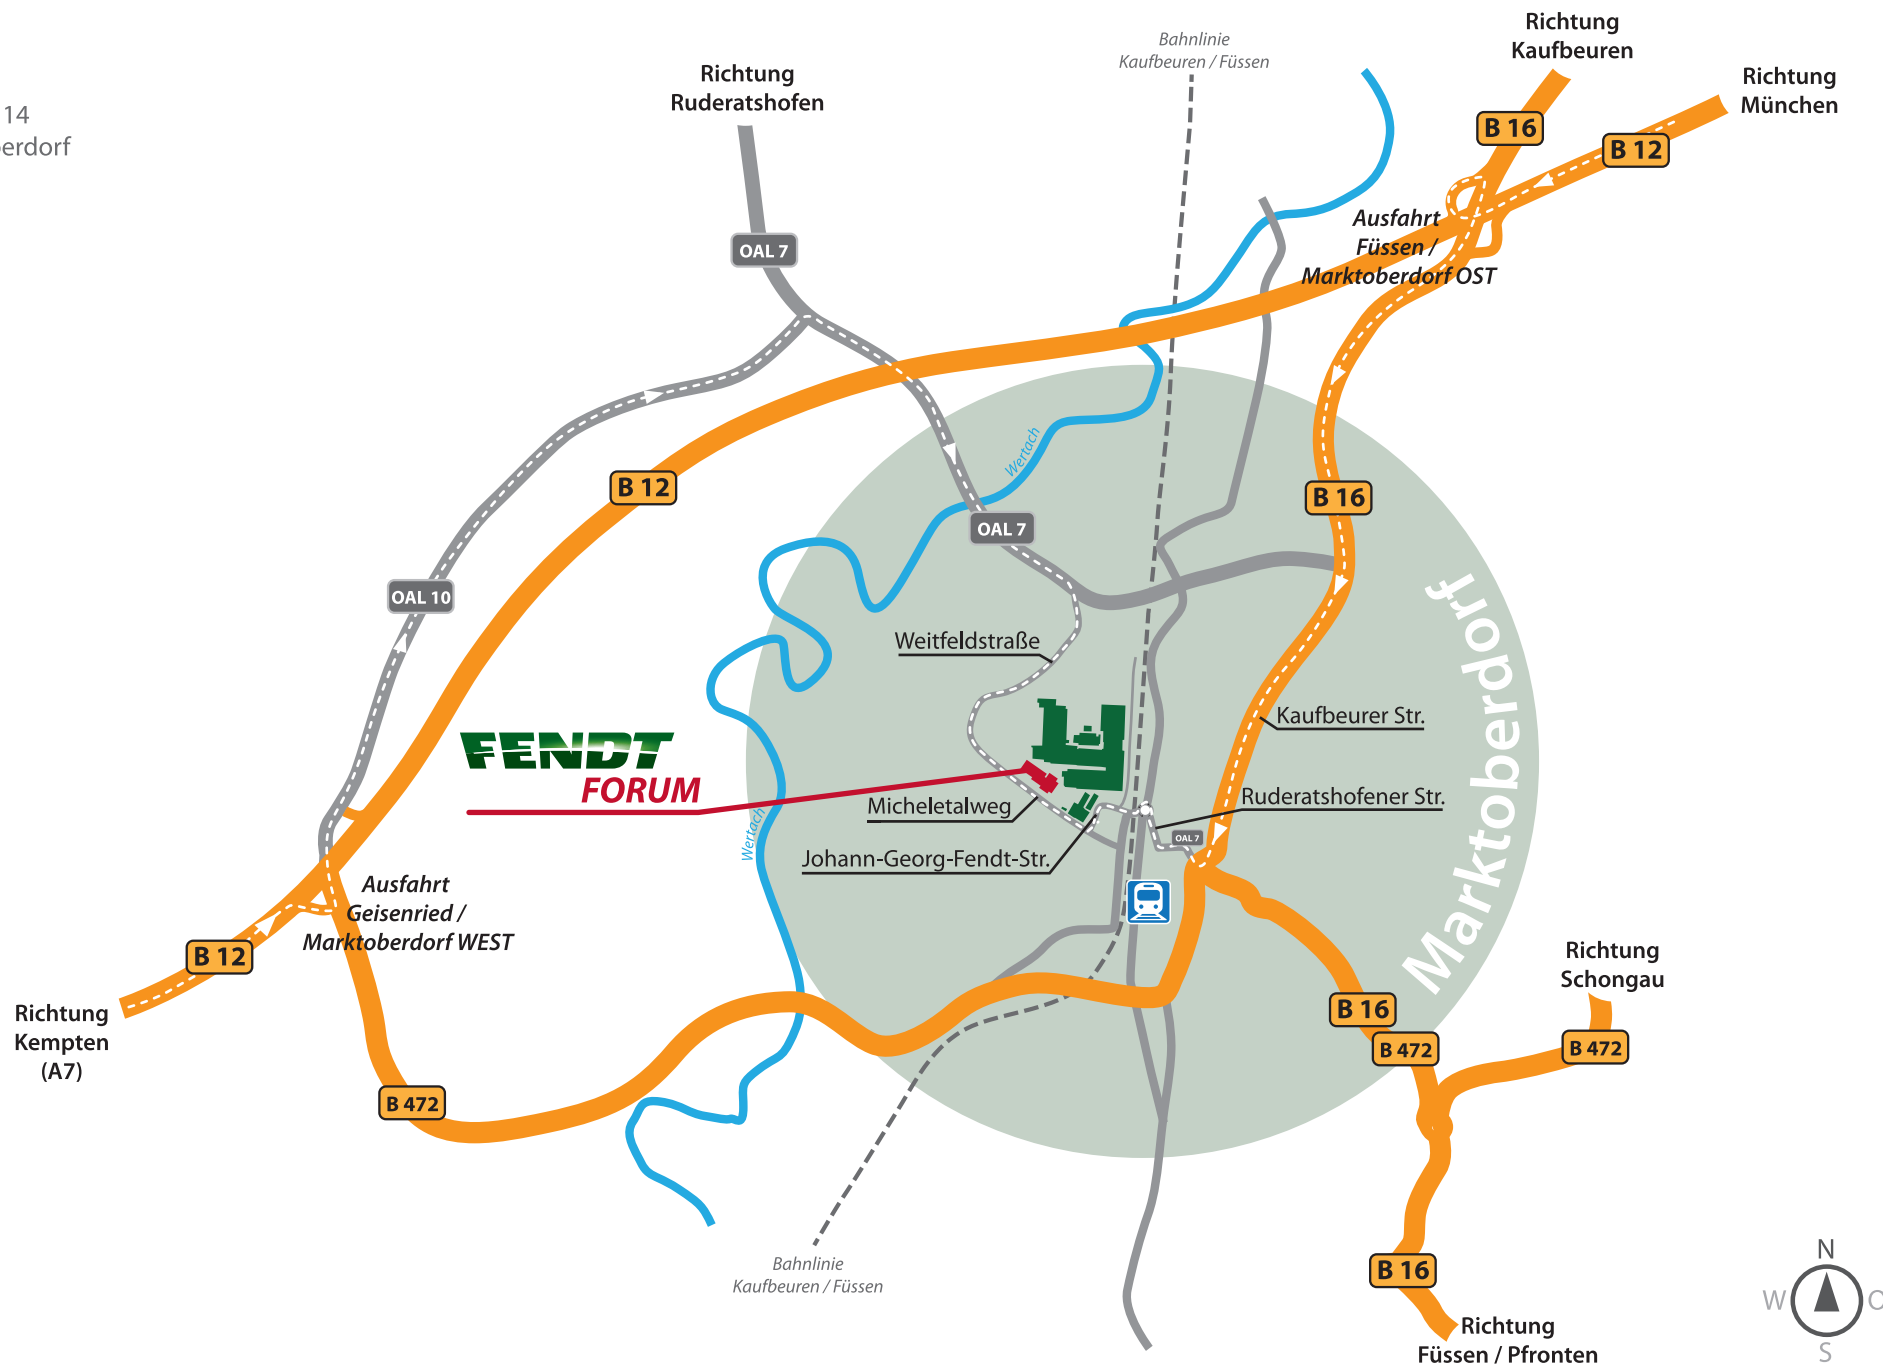 Richtung
Kaufbeuren
Bahnlinie
Kaufbeuren / Füssen
Richtung
Ruderatshofen
Richtung
München
14
erdorf
B 16
B 12
Ausfahrt
Füssen /
Marktoberdorf OST
OAL 7
Wertach
B 12
B 16
OAL 7
OAL 10
Marktoberdorf
Weitfeldstraße
Kaufbeurer Str.
FENDT
FORUM
Micheletalweg
Ruderatshofener Str.
Wertach
OAL 7
Johann-Georg-Fendt-Str.
Ausfahrt
Geisenried /
Marktoberdorf WEST
B 12
Richtung
Schongau
Richtung
Kempten
(A7)
B 16
B 472
B 472
B 472
Bahnlinie
Kaufbeuren / Füssen
B 16
Richtung
Füssen / Pfronten
N
W
O
S